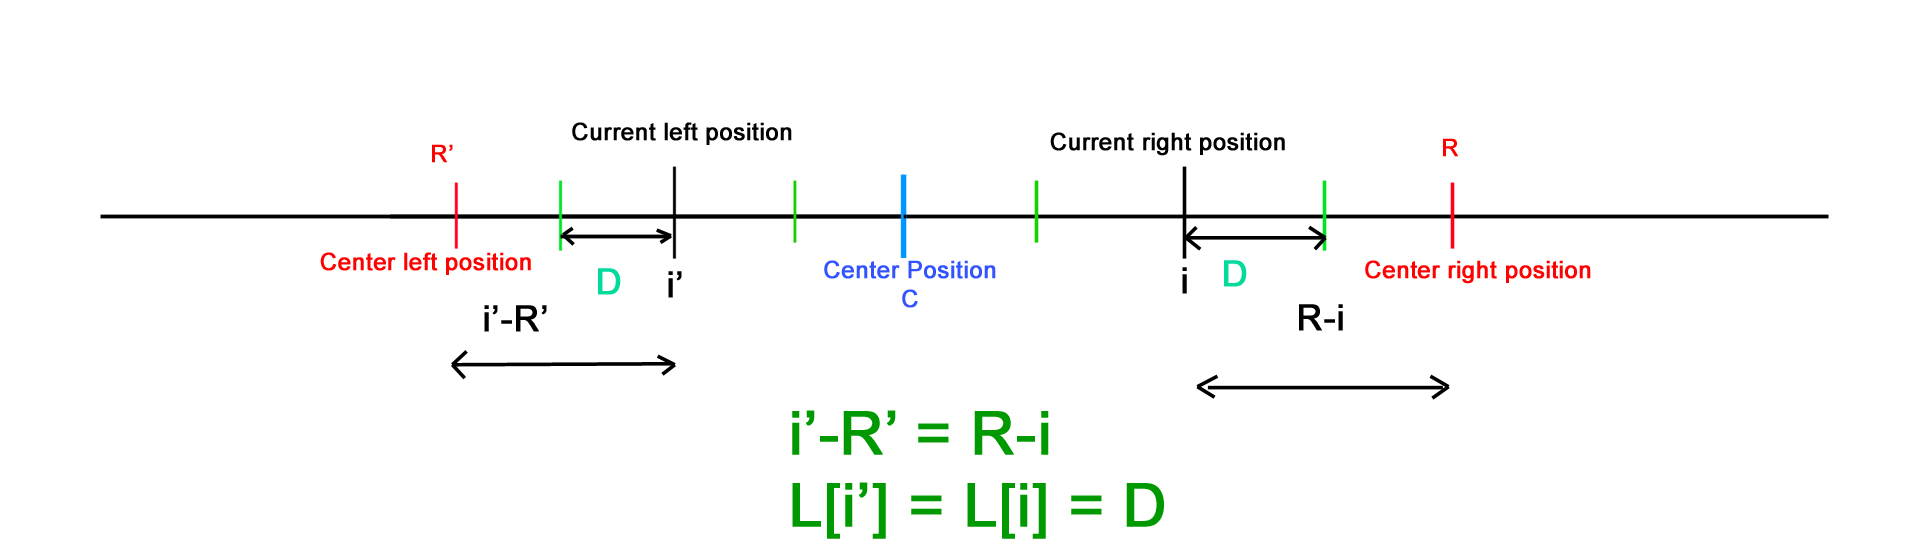 Current left position
Current right position
R’
R
Center left position
Center Position
C
Center right position
D
i’
i
D
i’-R’
R-i
i’-R’ = R-i
L[i’] = L[i] = D